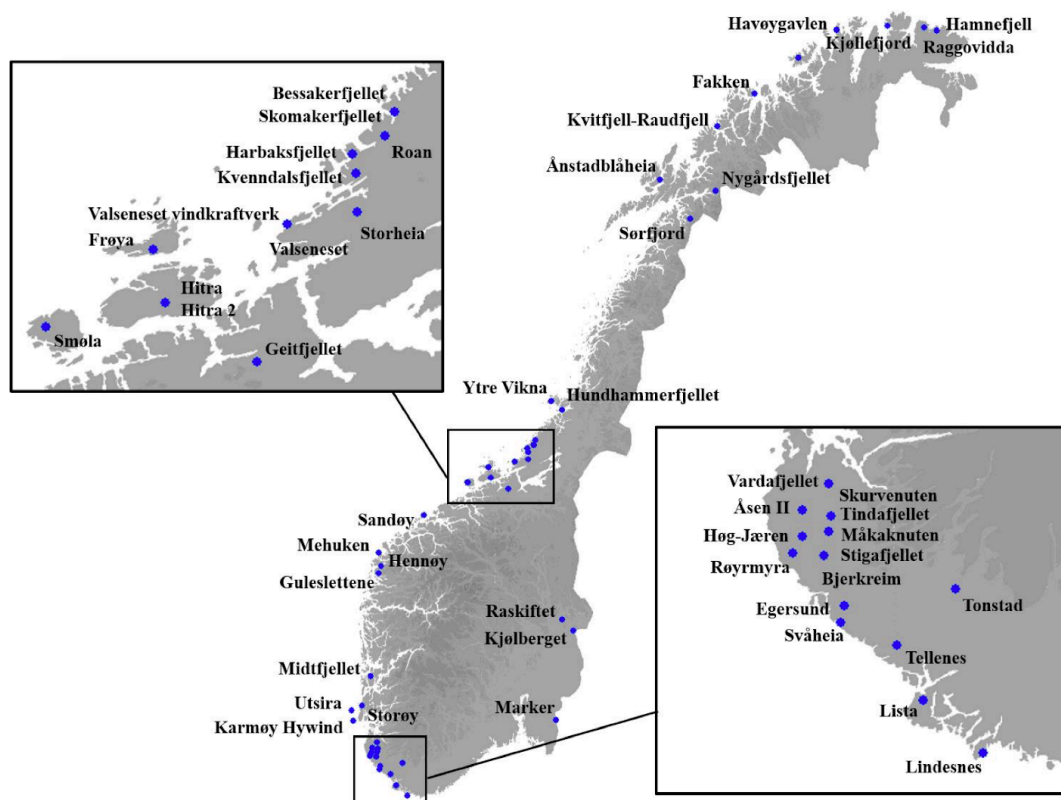 Havøygavlen
Hamnefjell
Kjøllefjord
Raggovidda
Fakken
Kvitfjell-Raudfjell
Ånstadblåheia
Nygårdsfjellet
Sørfjord
Bessakerfjellet
Skomakerfjellet
Roan
Harbaksfjellet
Kvenndalsfjellet
Valseneset vindkraftverk
Storheia
Frøya
Valseneset
Hitra
Hitra 2
Smøla
Geitfjellet
Ytre Vikna
Hundhammerfjellet
Sandøy
Mehuken
Hennøy
Guleslettene
Raskiftet
Kjølberget
Midtfjellet
Utsira
Storøy
Marker
Karmøy Hywind
Vardafjellet
Skurvenuten
Åsen II
Tindafjellet
Høg-Jæren
Måkaknuten
Røyrmyra
Stigafjellet
Bjerkreim
Tonstad
Egersund
Svåheia
Tellenes
Lista
Lindesnes